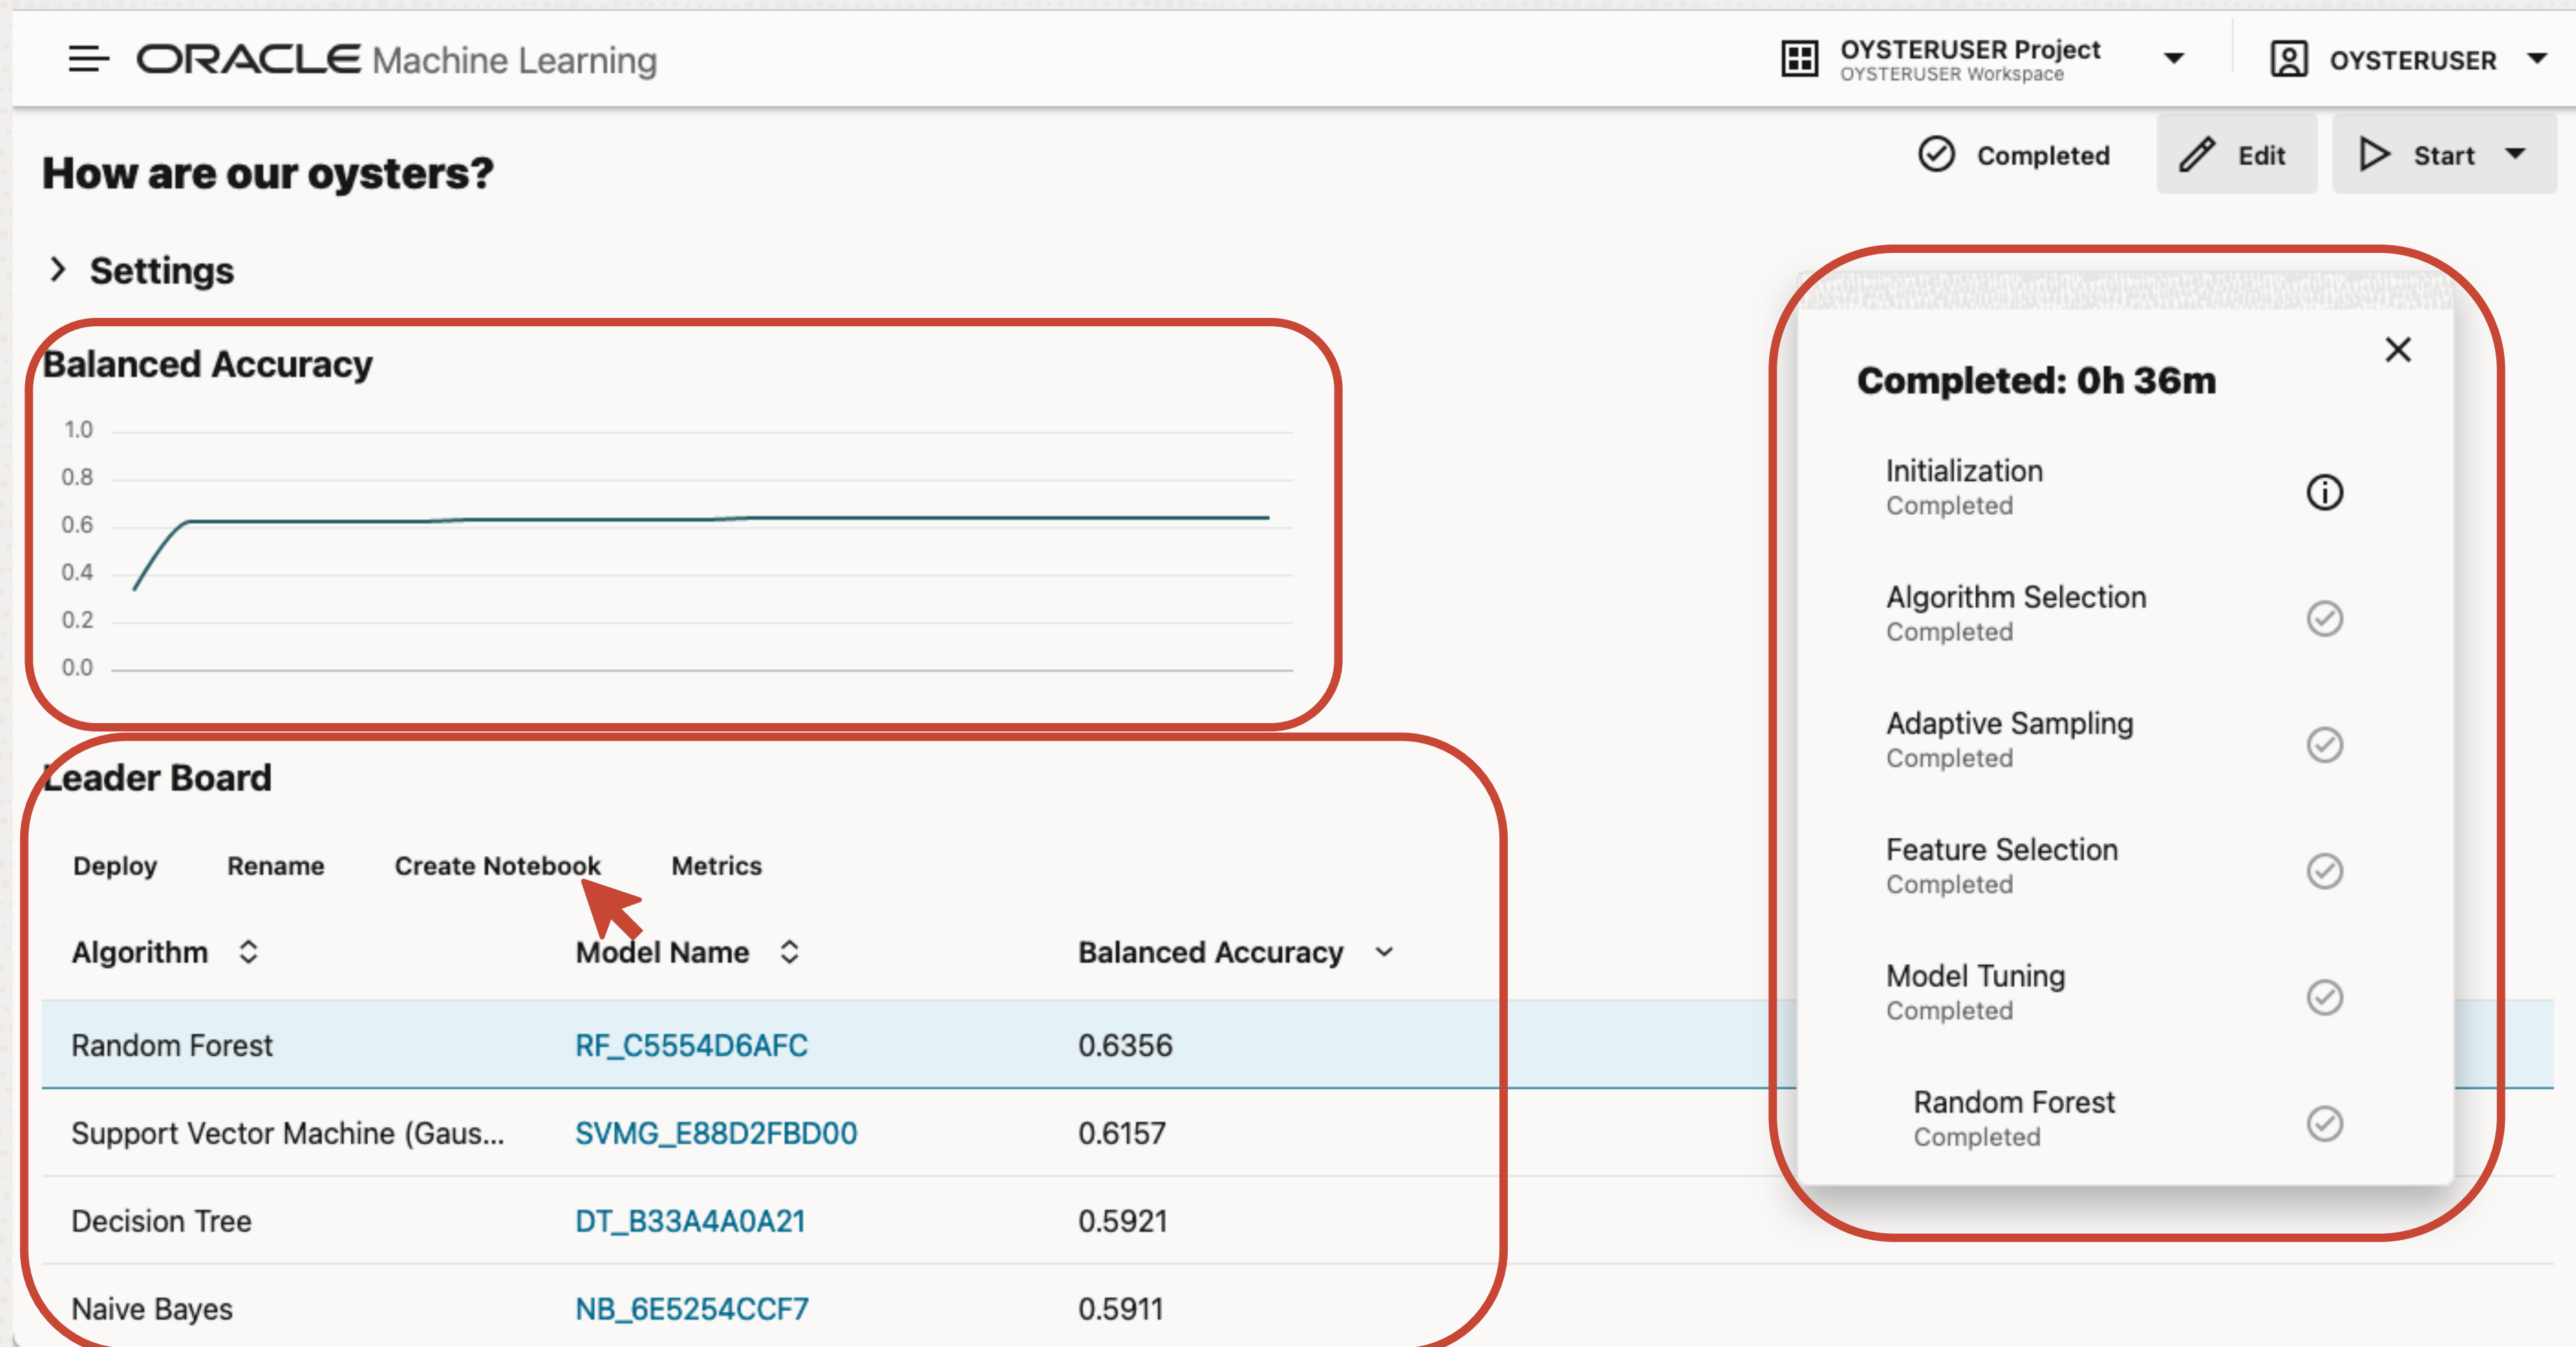 ORACLE Machine Learning
OYSTERUSER Project
OYSTERUSER Workspace
OYSTERUSER
How are our oysters?
Completed
Edit
Start
Settings
Balanced Accuracy
1.0
0.8
0.6
0.4
0.2
0.0
Completed: 0h 36m
Initialization
Completed
Algorithm Selection
Completed
Adaptive Sampling
Completed
Feature Selection
Completed
Model Tuning
Completed
Random Forest
Completed
Leader Board
Deploy Rename Create Notebook Metrics
Algorithm Model Name Balanced Accuracy
Random Forest RF_C5554D6AFC 0.6356
Support Vector Machine (Gaus... SVMG_E88D2FBD00 0.6157
Decision Tree DT_B33A4A0A21 0.5921
Naive Bayes NB_6E5254CCF7 0.5911